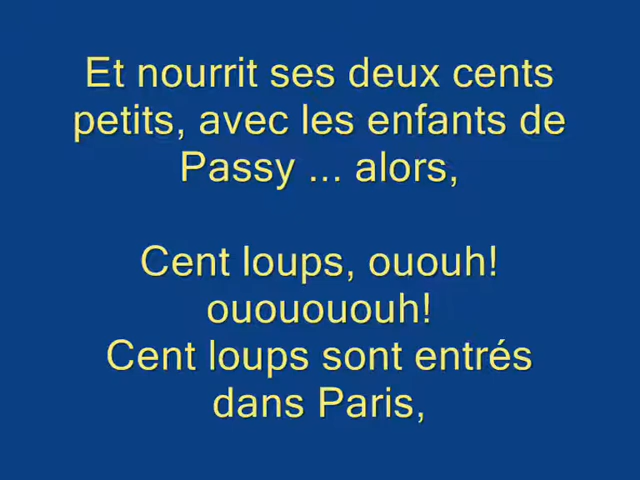 Et nourrit ses deux cents
petits, avec les enfants de
Passy ... alors,
Cent loups, ououh!
ououououh!
Cent loups sont entrés
dans Paris,